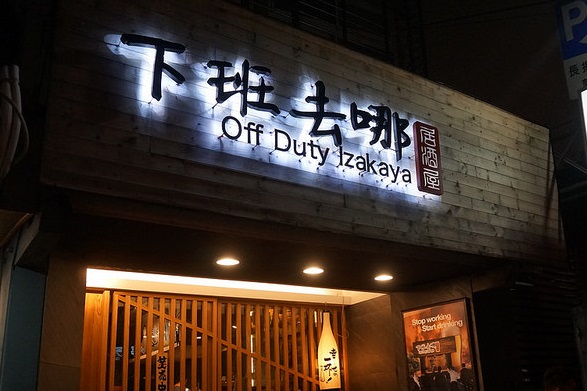 下班去哪
Off Duty Izakaya
居酒屋
Stop working
Start drinking